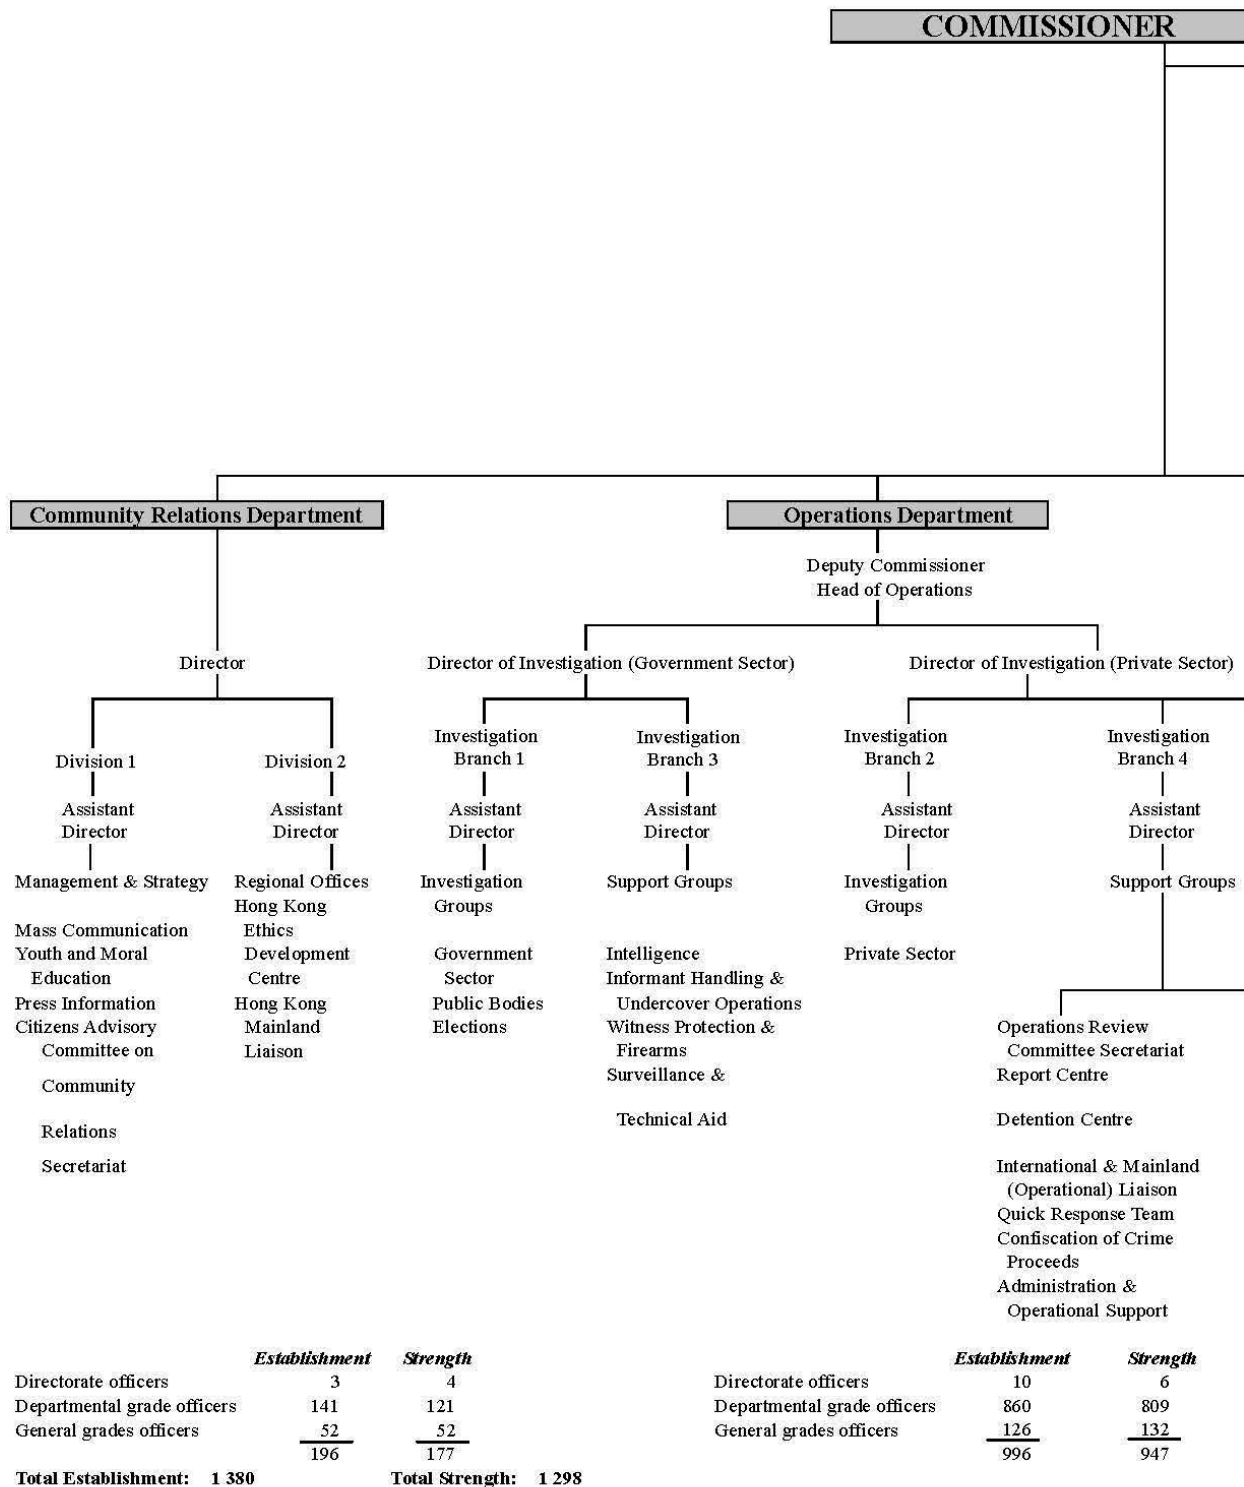 COMMISSIONER
Community Relations Department
Operations Department
Deputy Commissioner
Head of Operations
Director
Director of Investigation (Government Sector)
Director of Investigation (Private Sector)
Division 1
Division 2
Investigation
Branch 1
Investigation
Branch 3
Investigation
Branch 2
Investigation
Branch 4
Assistant
Director
Assistant
Director
Assistant
Director
Assistant
Director
Assistant
Director
Assistant
Director
Management & Strategy
Mass Communication
Youth and Moral
Education
Press Information
Citizens Advisory
Committee on
Community
Relations
Secretariat
Regional Offices
Hong Kong
Ethics
Development
Centre
Hong Kong
Mainland
Liaison
Investigation
Groups
Government
Sector
Public Bodies
Elections
Support Groups
Intelligence
Informant Handling &
Undercover Operations
Witness Protection &
Firearms
Surveillance &
Technical Aid
Investigation
Groups
Private Sector
Support Groups
Operations Review
Committee Secretariat
Report Centre
Detention Centre
International & Mainland
(Operational) Liaison
Quick Response Team
Confiscation of Crime
Proceeds
Administration &
Operational Support
Establishment Strength
Directorate officers 3 4
Departmental grade officers 141 121
General grades officers 52 52
196 177
Total Establishment: 1 380 Total Strength: 1 298
Establishment Strength
Directorate officers 10 6
Departmental grade officers 860 809
General grades officers 126 132
996 947